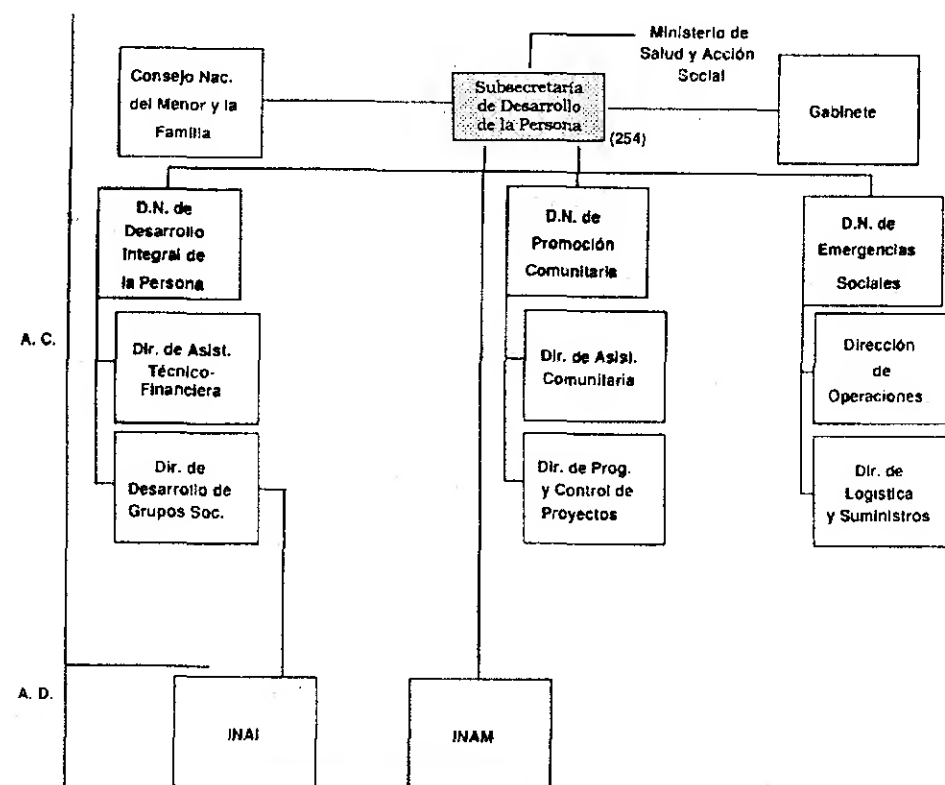 Ministerio de
Salud y Acción
Social
Consejo Nac.
del Menor y la
Familia
Subsecretaría
de Desarrollo
de la Persona
(254)
Gabinete
D.N. de
Desarrollo
Integral de
la Persona
D.N. de
Promoción
Comunitaria
D.N. de
Emergencias
Sociales
A. C.
Dir. de Asist.
Técnico-
Financiera
Dir. de Asist.
Comunitaria
Dirección
de
Operaciones
Dir. de
Desarrollo de
Grupos Soc.
Dir. de Prog.
y Control de
Proyectos
Dir. de
Logística
y Suministros
A. D.
INAI
INAM